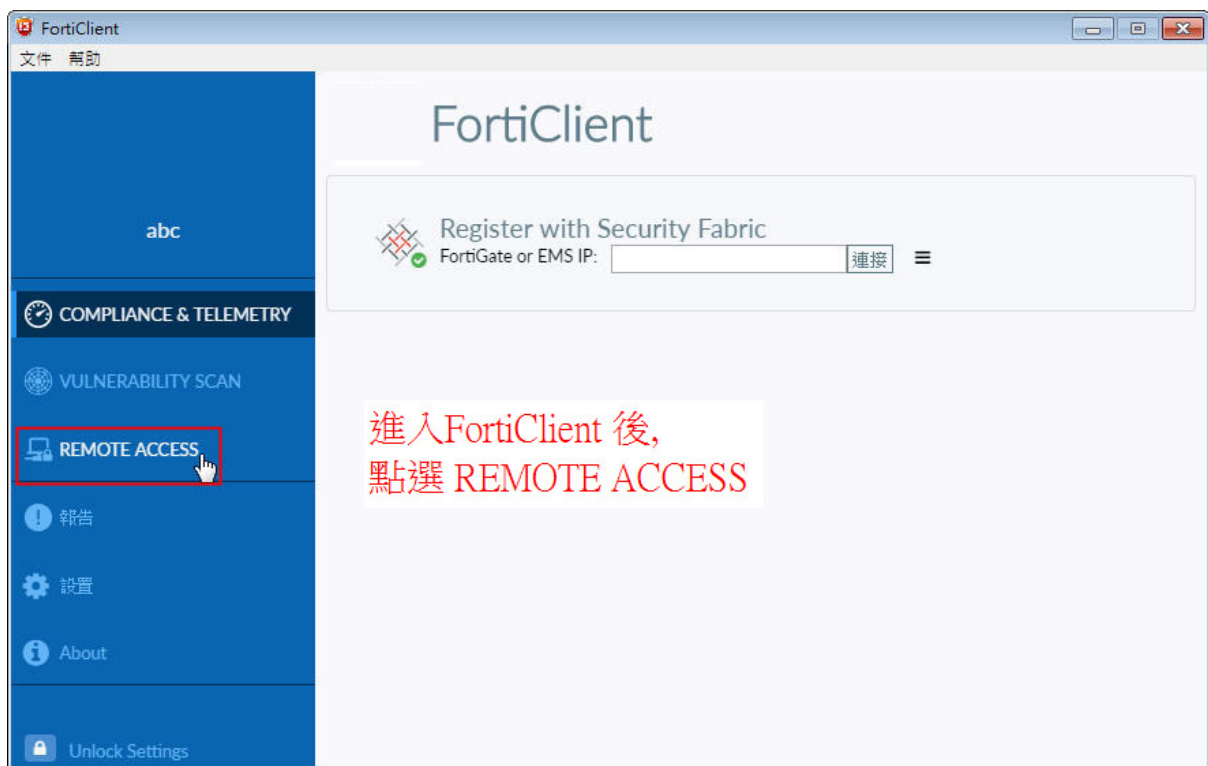 FortiClient
文件 幫助
FortiClient
abc
Register with Security Fabric
FortiGate or EMS IP: 連接
COMPLIANCE & TELEMETRY
VULNERABILITY SCAN
REMOTE ACCESS
進入FortiClient 後,
點選 REMOTE ACCESS
報告
設置
About
Unlock Settings